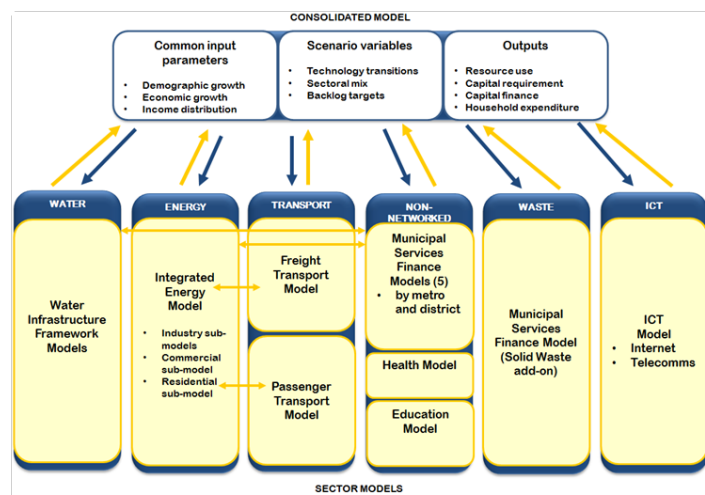 CONSOLIDATED MODEL
Common input
parameters
• Demographic growth
• Economic growth
• Income distribution
Scenario variables
• Technology transitions
• Sectoral mix
• Backlog targets
Outputs
• Resource use
• Capital requirement
• Capital finance
• Household expenditure
WATER
Water
Infrastructure
Framework
Models
ENERGY
Integrated
Energy
Model
• Industry sub-
models
• Commercial
sub-model
• Residential
sub-model
TRANSPORT
Freight
Transport
Model
Passenger
Transport
Model
NON-
NETWORKED
Municipal
Services
Finance
Models (5)
• by metro
and district
Health Model
Education
Model
WASTE
Municipal
Services
Finance Model
(Solid Waste
add-on)
ICT
ICT
Model
• Internet
• Telecomms
SECTOR MODELS